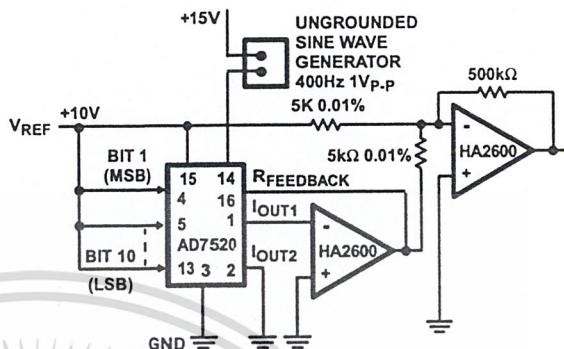 +15V
UNGROUNDED
SINE WAVE
GENERATOR
400Hz 1VP-P
500kΩ
5K 0.01%
VREF
+10V
5kΩ 0.01%
HA2600
BIT 1
(MSB)
15
14
RFEEDBACK
4
16
IOUT1
5
1
AD7520
HA2600
BIT 10
IOUT2
13
3
2
(LSB)
GND
-
+
-
+